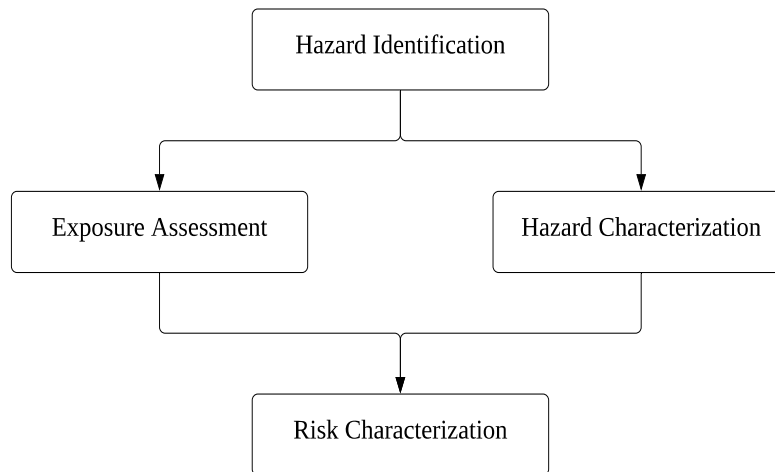 Hazard Identification
Exposure Assessment
Hazard Characterization
Risk Characterization